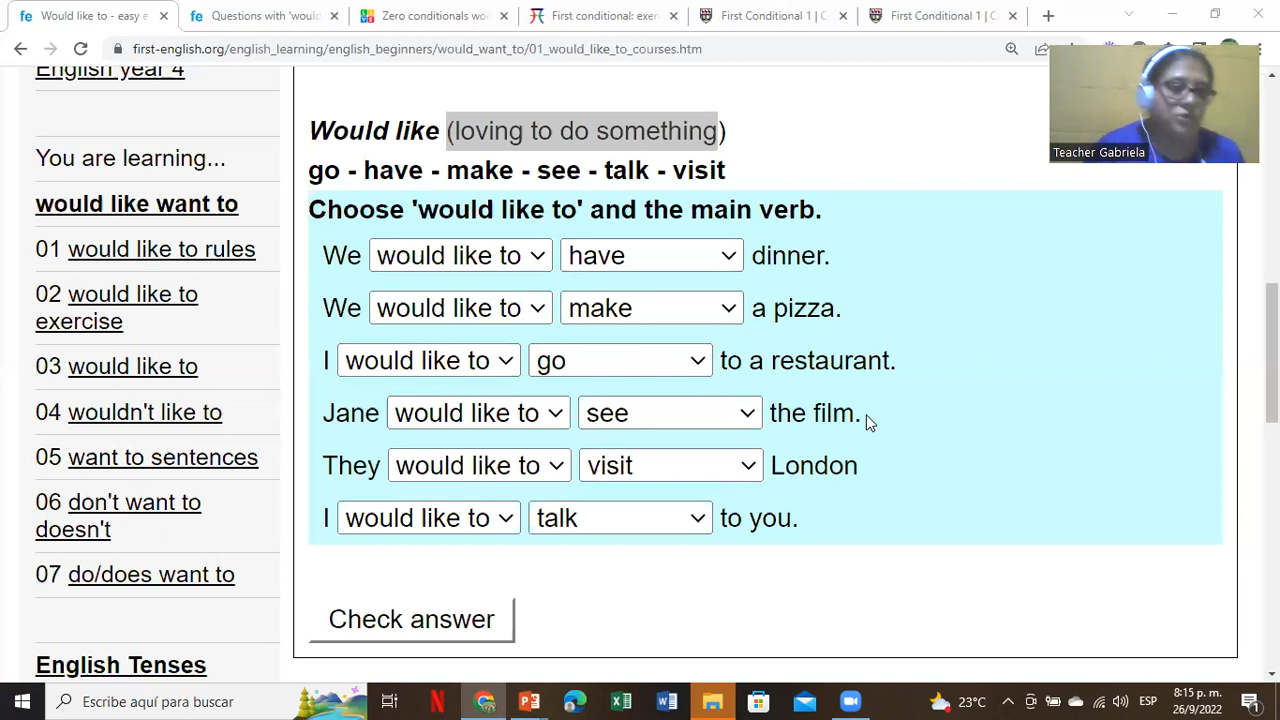 Would like to - easy e
Questions with 'would
Zero conditionals wor
First conditional: exer
First Conditional 1 | C
First Conditional 1 | C
first-english.org/english_learning/english_beginners/would_want_to/01_would_like_to_courses.htm
English year 4
You are learning...
would like want to
01 would like to rules
02 would like to
exercise
03 would like to
04 wouldn't like to
05 want to sentences
06 don't want to
doesn't
07 do/does want to
English Tenses
Would like (loving to do something)
go - have - make - see - talk - visit
Choose 'would like to' and the main verb.
We would like to have dinner.
We would like to make a pizza.
I would like to go to a restaurant.
Jane would like to see the film.
They would like to visit London
I would like to talk to you.
Check answer
Teacher Gabriela
Escribe aquí para buscar
23°C
ESP
8:15 p. m.
26/9/2022
1